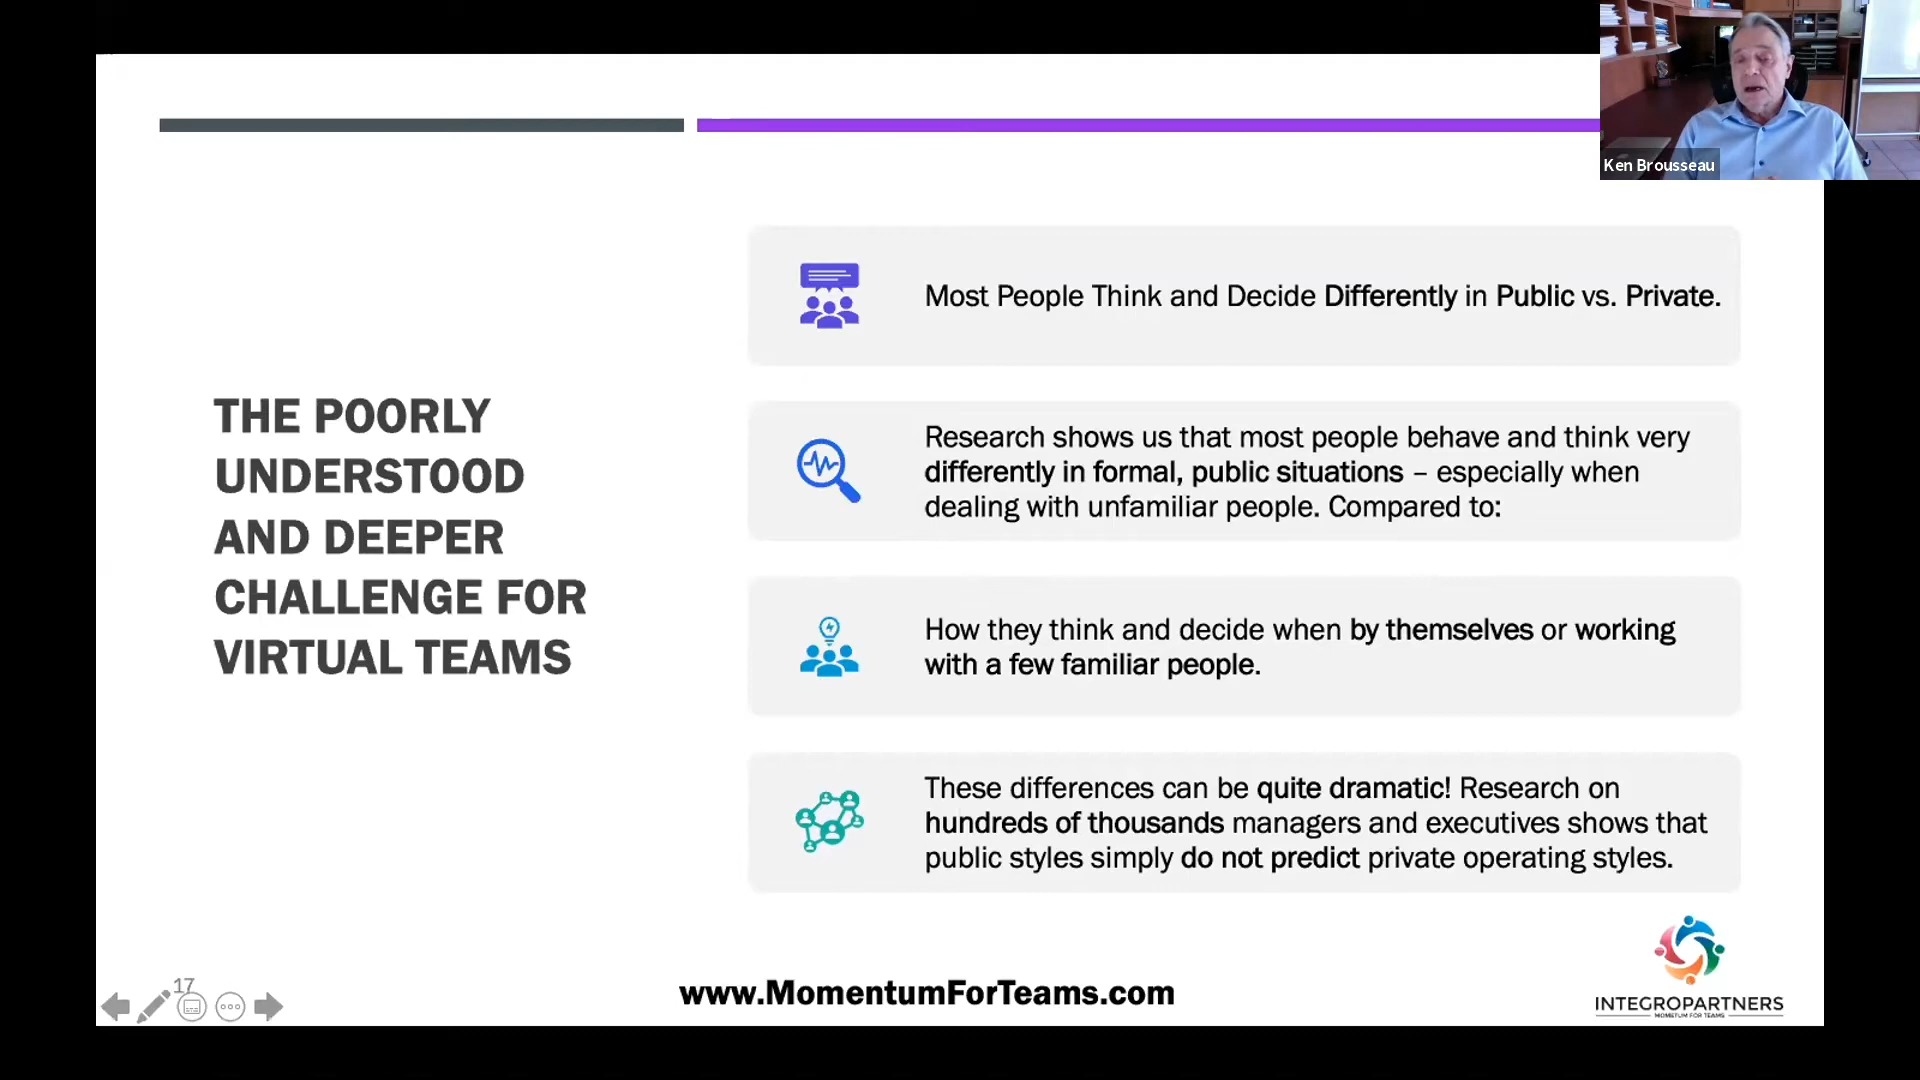 Ken Brousseau
THE POORLY
UNDERSTOOD
AND DEEPER
CHALLENGE FOR
VIRTUAL TEAMS
Most People Think and Decide Differently in Public vs. Private.
Research shows us that most people behave and think very
differently in formal, public situations – especially when
dealing with unfamiliar people. Compared to:
How they think and decide when by themselves or working
with a few familiar people.
These differences can be quite dramatic! Research on
hundreds of thousands managers and executives shows that
public styles simply do not predict private operating styles.
17
www.MomentumForTeams.com
INTEGROPARTNERS
MOMETUM FOR TEAMS